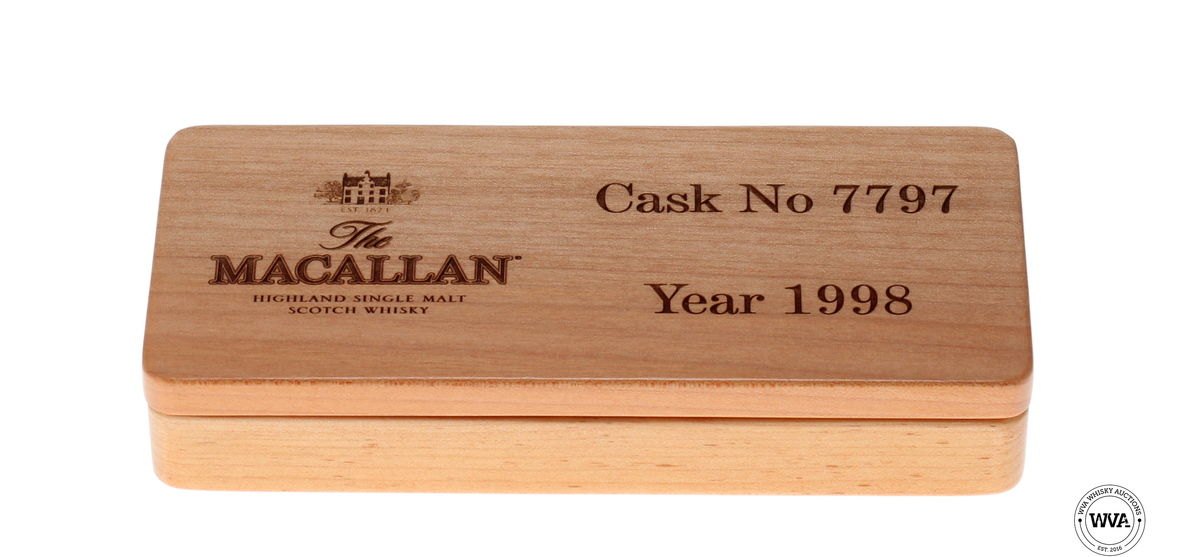 EST. 1824
The
MACALLAN
HIGHLAND SINGLE MALT
SCOTCH WHISKY
Cask No 7797
Year 1998
WVA WHISKY AUCTIONS
WVA
EST. 2016